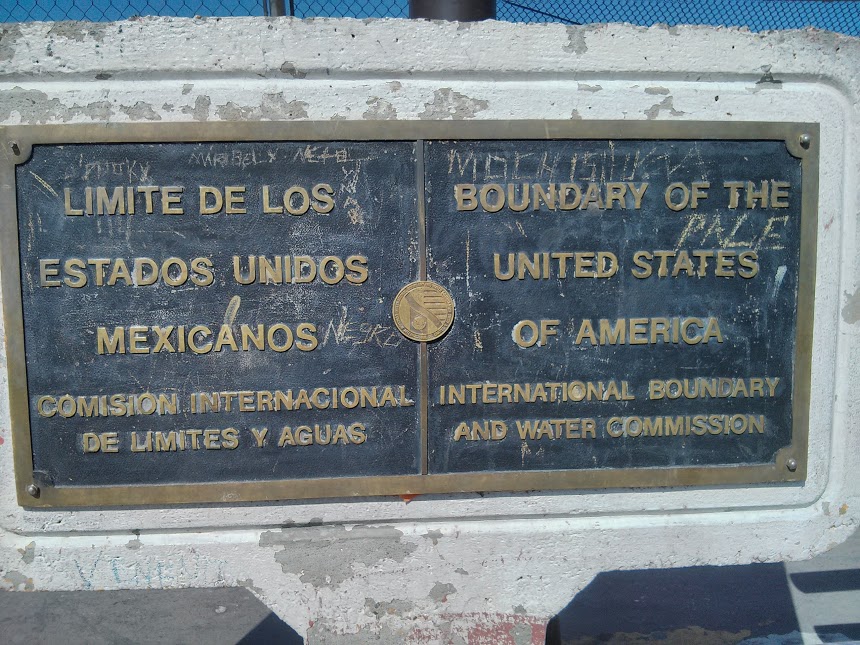 LIMITE DE LOS
ESTADOS UNIDOS
MEXICANOS
COMISION INTERNACIONAL
DE LIMITES Y AGUAS
BOUNDARY OF THE
UNITED STATES
OF AMERICA
INTERNATIONAL BOUNDARY
AND WATER COMMISSION
PALE